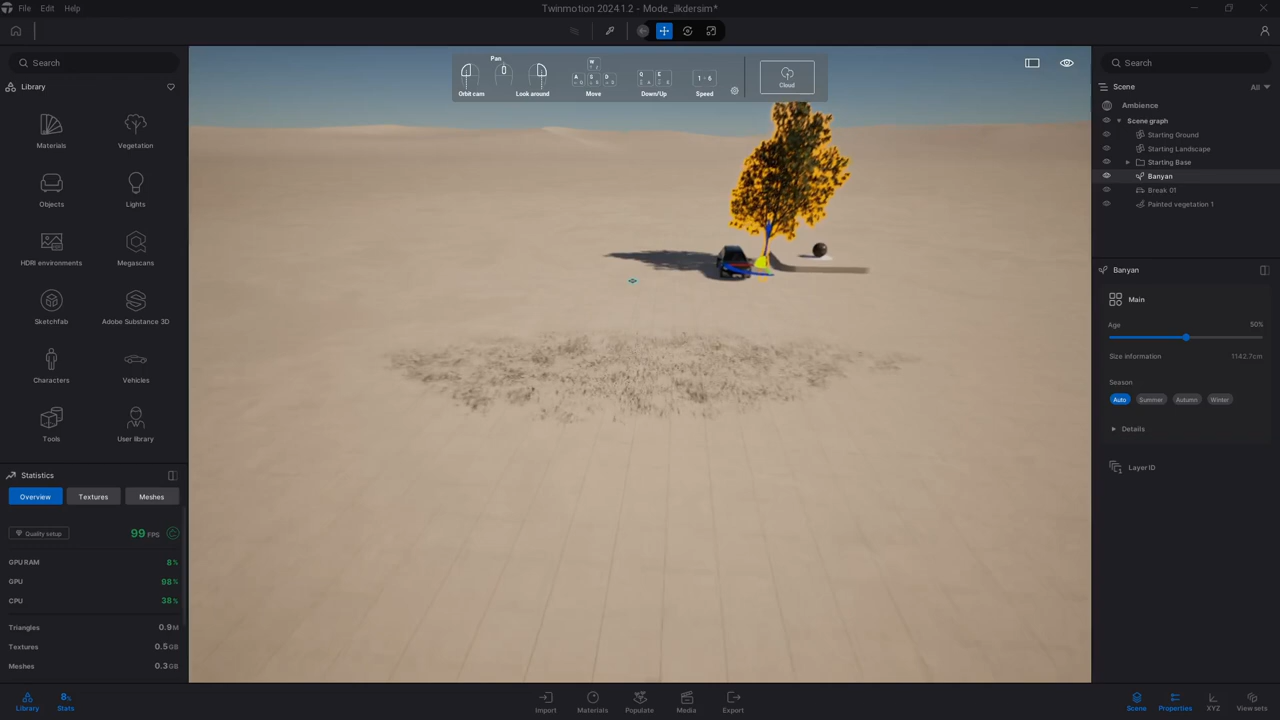 File Edit Help
Twinmotion 2024.1.2 - Mode_ilkdersim*
Search
Library
Materials
Vegetation
Objects
Lights
HDRI environments
Megascans
Sketchfab
Adobe Substance 3D
Characters
Vehicles
Tools
User library
Statistics
Overview
Textures
Meshes
Quality setup
99 FPS
GPU RAM 8%
GPU 98%
CPU 38%
Triangles 0.9M
Textures 0.5GB
Meshes 0.3GB
Library
8%
Stats
Pan
W
A S D
Q E
1 - 6
Orbit cam
Look around
Move
Down/Up
Speed
Cloud
Import
Materials
Populate
Media
Export
Search
Scene
All
Ambience
Scene graph
Starting Ground
Starting Landscape
Starting Base
Banyan
Break 01
Painted vegetation 1
Banyan
Main
Age 50%
Size information 1142.7cm
Season
Auto Summer Autumn Winter
Details
Layer ID
Scene
Properties
XYZ
View sets